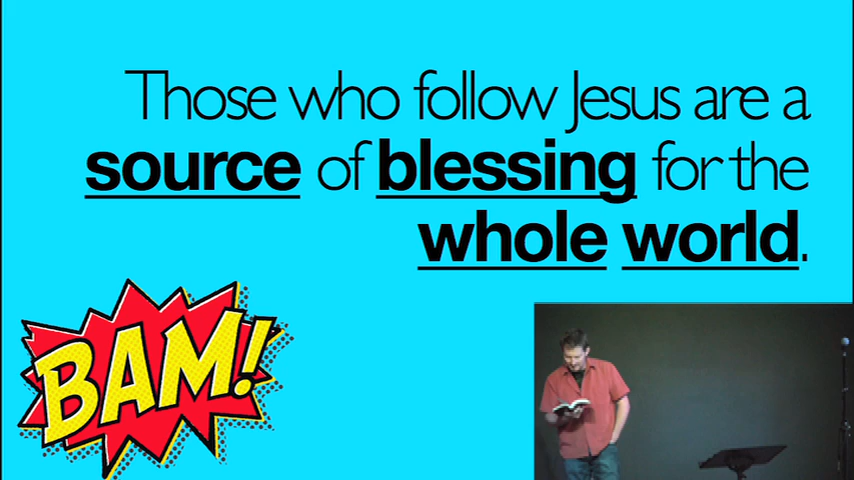 Those who follow Jesus are a
source of blessing for the
whole world.
BAM!